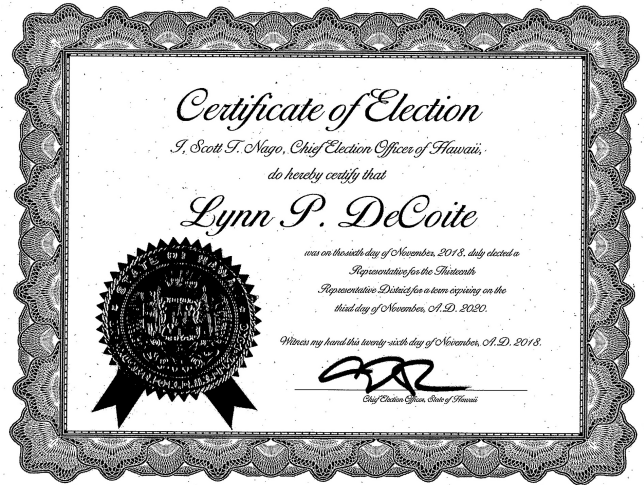 Certificate of Election
I, Scott T. Nago, Chief Election Officer of Hawaii,
do hereby certify that
Lynn P. DeCoite
was on the sixth day of November, 2018, duly elected a
Representative for the Thirteenth
Representative District for a term expiring on the
third day of November, A.D. 2020.
Witness my hand this twenty-sixth day of November, A.D. 2018.
Chief Election Officer, State of Hawaii